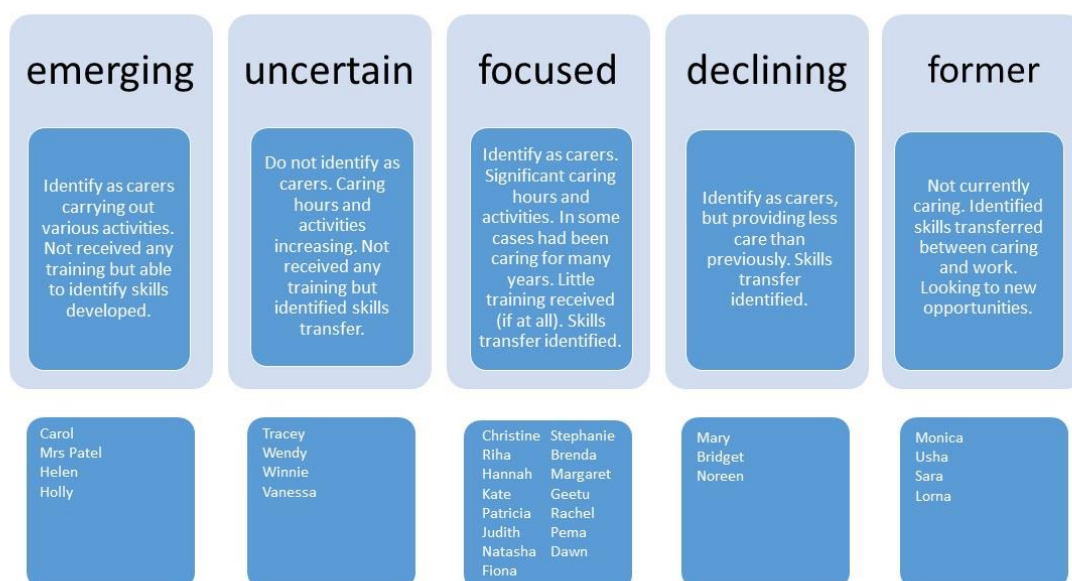 emerging
Identify as carers
carrying out
various activities.
Not received any
training but able
to identify skills
developed.
Carol
Mrs Patel
Helen
Holly
uncertain
Do not identify as
carers. Caring
hours and
activities
increasing. Not
received any
training but
identified skills
transfer.
Tracey
Wendy
Winnie
Vanessa
focused
Identify as carers.
Significant caring
hours and
activities. In some
cases had been
caring for many
years. Little
training received
(if at all). Skills
transfer identified.
Christine Stephanie
Riha Brenda
Hannah Margaret
Kate Geetu
Patricia Rachel
Judith Pema
Natasha Dawn
Fiona
declining
Identify as carers,
but providing less
care than
previously. Skills
transfer
identified.
Mary
Bridget
Noreen
former
Not currently
caring. Identified
skills transferred
between caring
and work.
Looking to new
opportunities.
Monica
Usha
Sara
Lorna